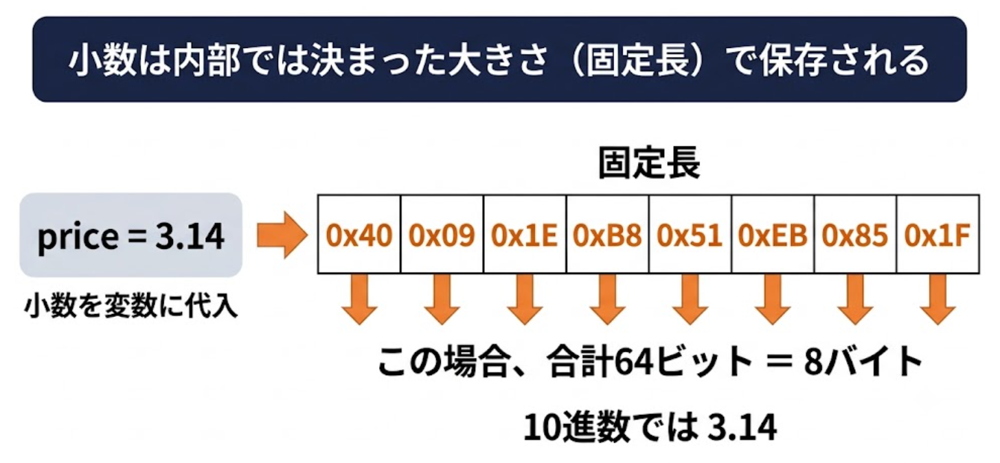 小数は内部では決まった大きさ（固定長）で保存される
固定長
price = 3.14
0x40 0x09 0x1E 0xB8 0x51 0xEB 0x85 0x1F
小数を変数に代入
この場合、合計64ビット ＝ 8バイト
10進数では 3.14